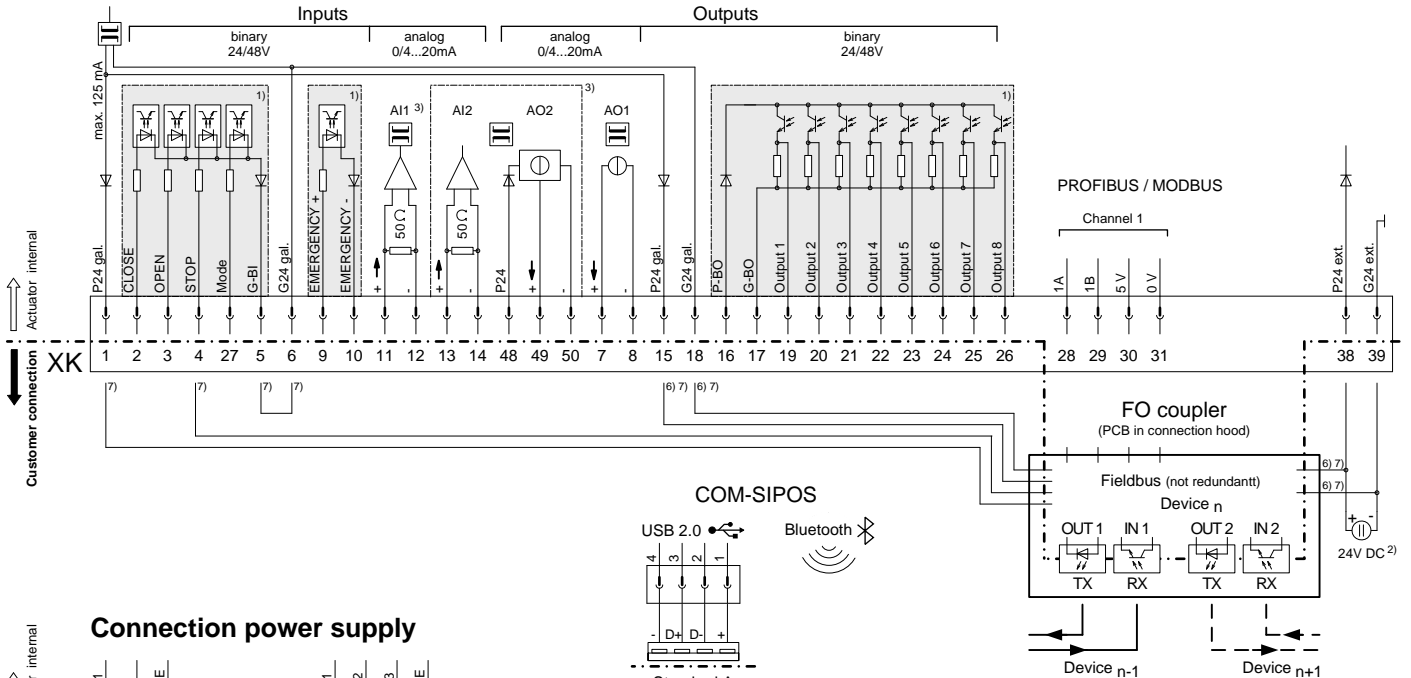 Inputs
Outputs
binary
24/48V
analog
0/4...20mA
analog
0/4...20mA
binary
24/48V
max. 125 mA
1)
1)
AI1 3)
AI2
AO2
3)
AO1
1)
50 Ω
50 Ω
PROFIBUS / MODBUS
Channel 1
Actuator internal
P24 gal.
CLOSE
OPEN
STOP
Mode
G-BI
G24 gal.
EMERGENCY +
EMERGENCY -
+
-
+
-
P24
+
-
+
-
P24 gal.
G24 gal.
P-BO
G-BO
Output 1
Output 2
Output 3
Output 4
Output 5
Output 6
Output 7
Output 8
1A
1B
5 V
0 V
P24 ext.
G24 ext.
XK
1 2 3 4 27 5 6 9 10 11 12 13 14 48 49 50 7 8 15 18 16 17 19 20 21 22 23 24 25 26 28 29 30 31 38 39
Customer connection
7) 7) 7) 7) 6) 7) 6) 7)
FO coupler
(PCB in connection hood)
Fieldbus (not redundantt)
Device n
6) 7)
6) 7)
OUT 1 IN 1 OUT 2 IN 2
TX RX TX RX
+ -
24V DC 2)
Device n-1
Device n+1
COM-SIPOS
USB 2.0
Bluetooth
4 3 2 1
- D+ D- +
Connection power supply
internal